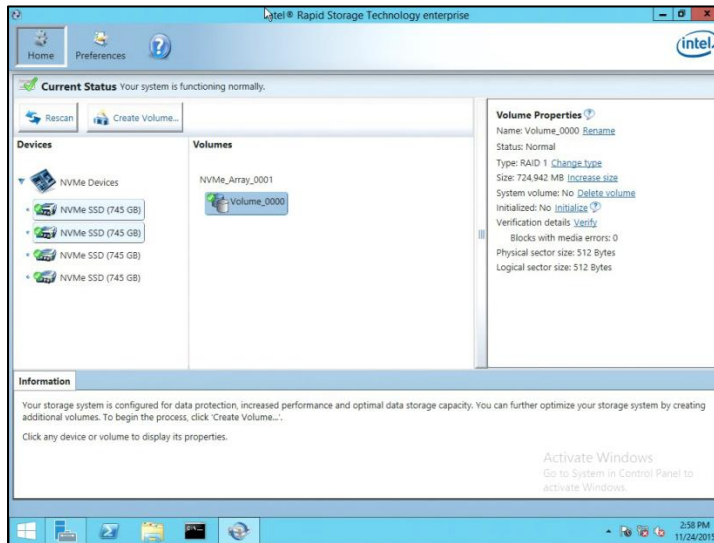 Intel® Rapid Storage Technology enterprise
Home
Preferences
intel
Current Status Your system is functioning normally.
Rescan
Create Volume...
Devices
NVMe Devices
NVMe SSD (745 GB)
NVMe SSD (745 GB)
NVMe SSD (745 GB)
NVMe SSD (745 GB)
Volumes
NVMe_Array_0001
Volume_0000
Volume Properties
Name: Volume_0000 Rename
Status: Normal
Type: RAID 1 Change type
Size: 724,942 MB Increase size
System volume: No Delete volume
Initialized: No Initialize
Verification details Verify
Blocks with media errors: 0
Physical sector size: 512 Bytes
Logical sector size: 512 Bytes
Information
Your storage system is configured for data protection, increased performance and optimal data storage capacity. You can further optimize your storage system by creating
additional volumes. To begin the process, click 'Create Volume...'.
Click any device or volume to display its properties.
Activate Windows
Go to System in Control Panel to
activate Windows.
2:58 PM
11/24/2015